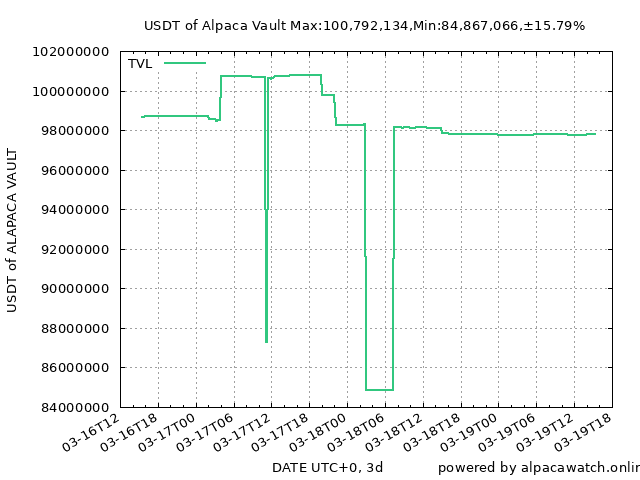 USDT of Alpaca Vault Max:100,792,134,Min:84,867,066,±15.79%
TVL
USDT of ALAPACA VAULT
102000000
100000000
98000000
96000000
94000000
92000000
90000000
88000000
86000000
84000000
03-16T12
03-16T18
03-17T00
03-17T06
03-17T12
03-17T18
03-18T00
03-18T06
03-18T12
03-18T18
03-19T00
03-19T06
03-19T12
03-19T18
DATE UTC+0, 3d
powered by alpacawatch.onlin